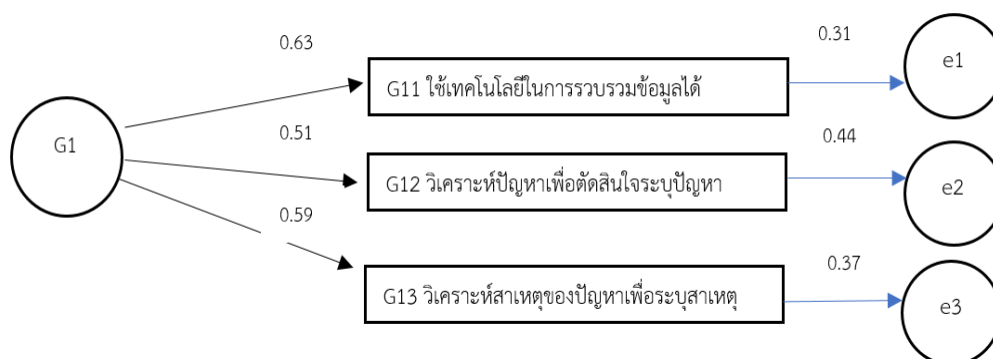 0.63
0.31
e1
G11 ใช้เทคโนโลยีในการรวบรวมข้อมูลได้
G1
0.51
0.44
G12 วิเคราะห์ปัญหาเพื่อตัดสินใจระบุปัญหา
e2
0.59
0.37
G13 วิเคราะห์สาเหตุของปัญหาเพื่อระบุสาเหตุ
e3